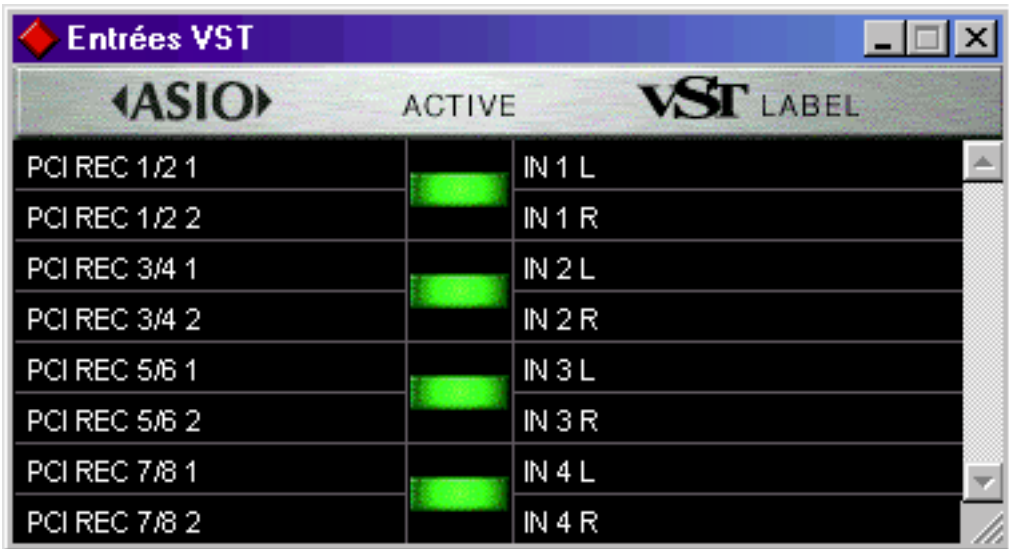 Entrées VST
ASIO ACTIVE VST LABEL
PCI REC 1/2 1 IN 1 L
PCI REC 1/2 2 IN 1 R
PCI REC 3/4 1 IN 2 L
PCI REC 3/4 2 IN 2 R
PCI REC 5/6 1 IN 3 L
PCI REC 5/6 2 IN 3 R
PCI REC 7/8 1 IN 4 L
PCI REC 7/8 2 IN 4 R